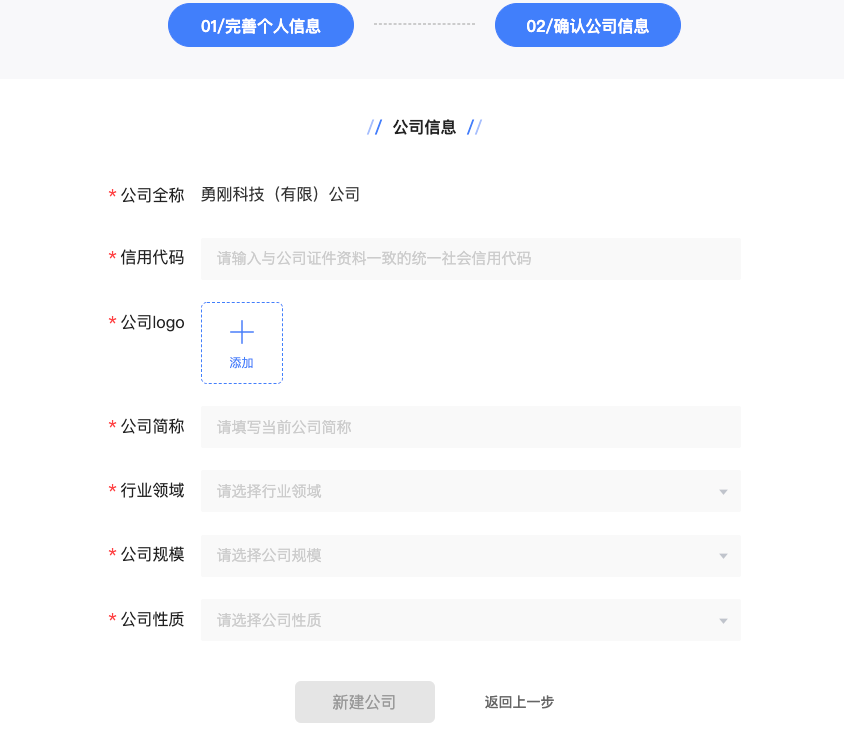 01/完善个人信息 02/确认公司信息
// 公司信息 //
* 公司全称 勇刚科技（有限）公司
* 信用代码 请输入与公司证件资料一致的统一社会信用代码
* 公司logo
添加
* 公司简称 请填写当前公司简称
* 行业领域 请选择行业领域
* 公司规模 请选择公司规模
* 公司性质 请选择公司性质
新建公司 返回上一步